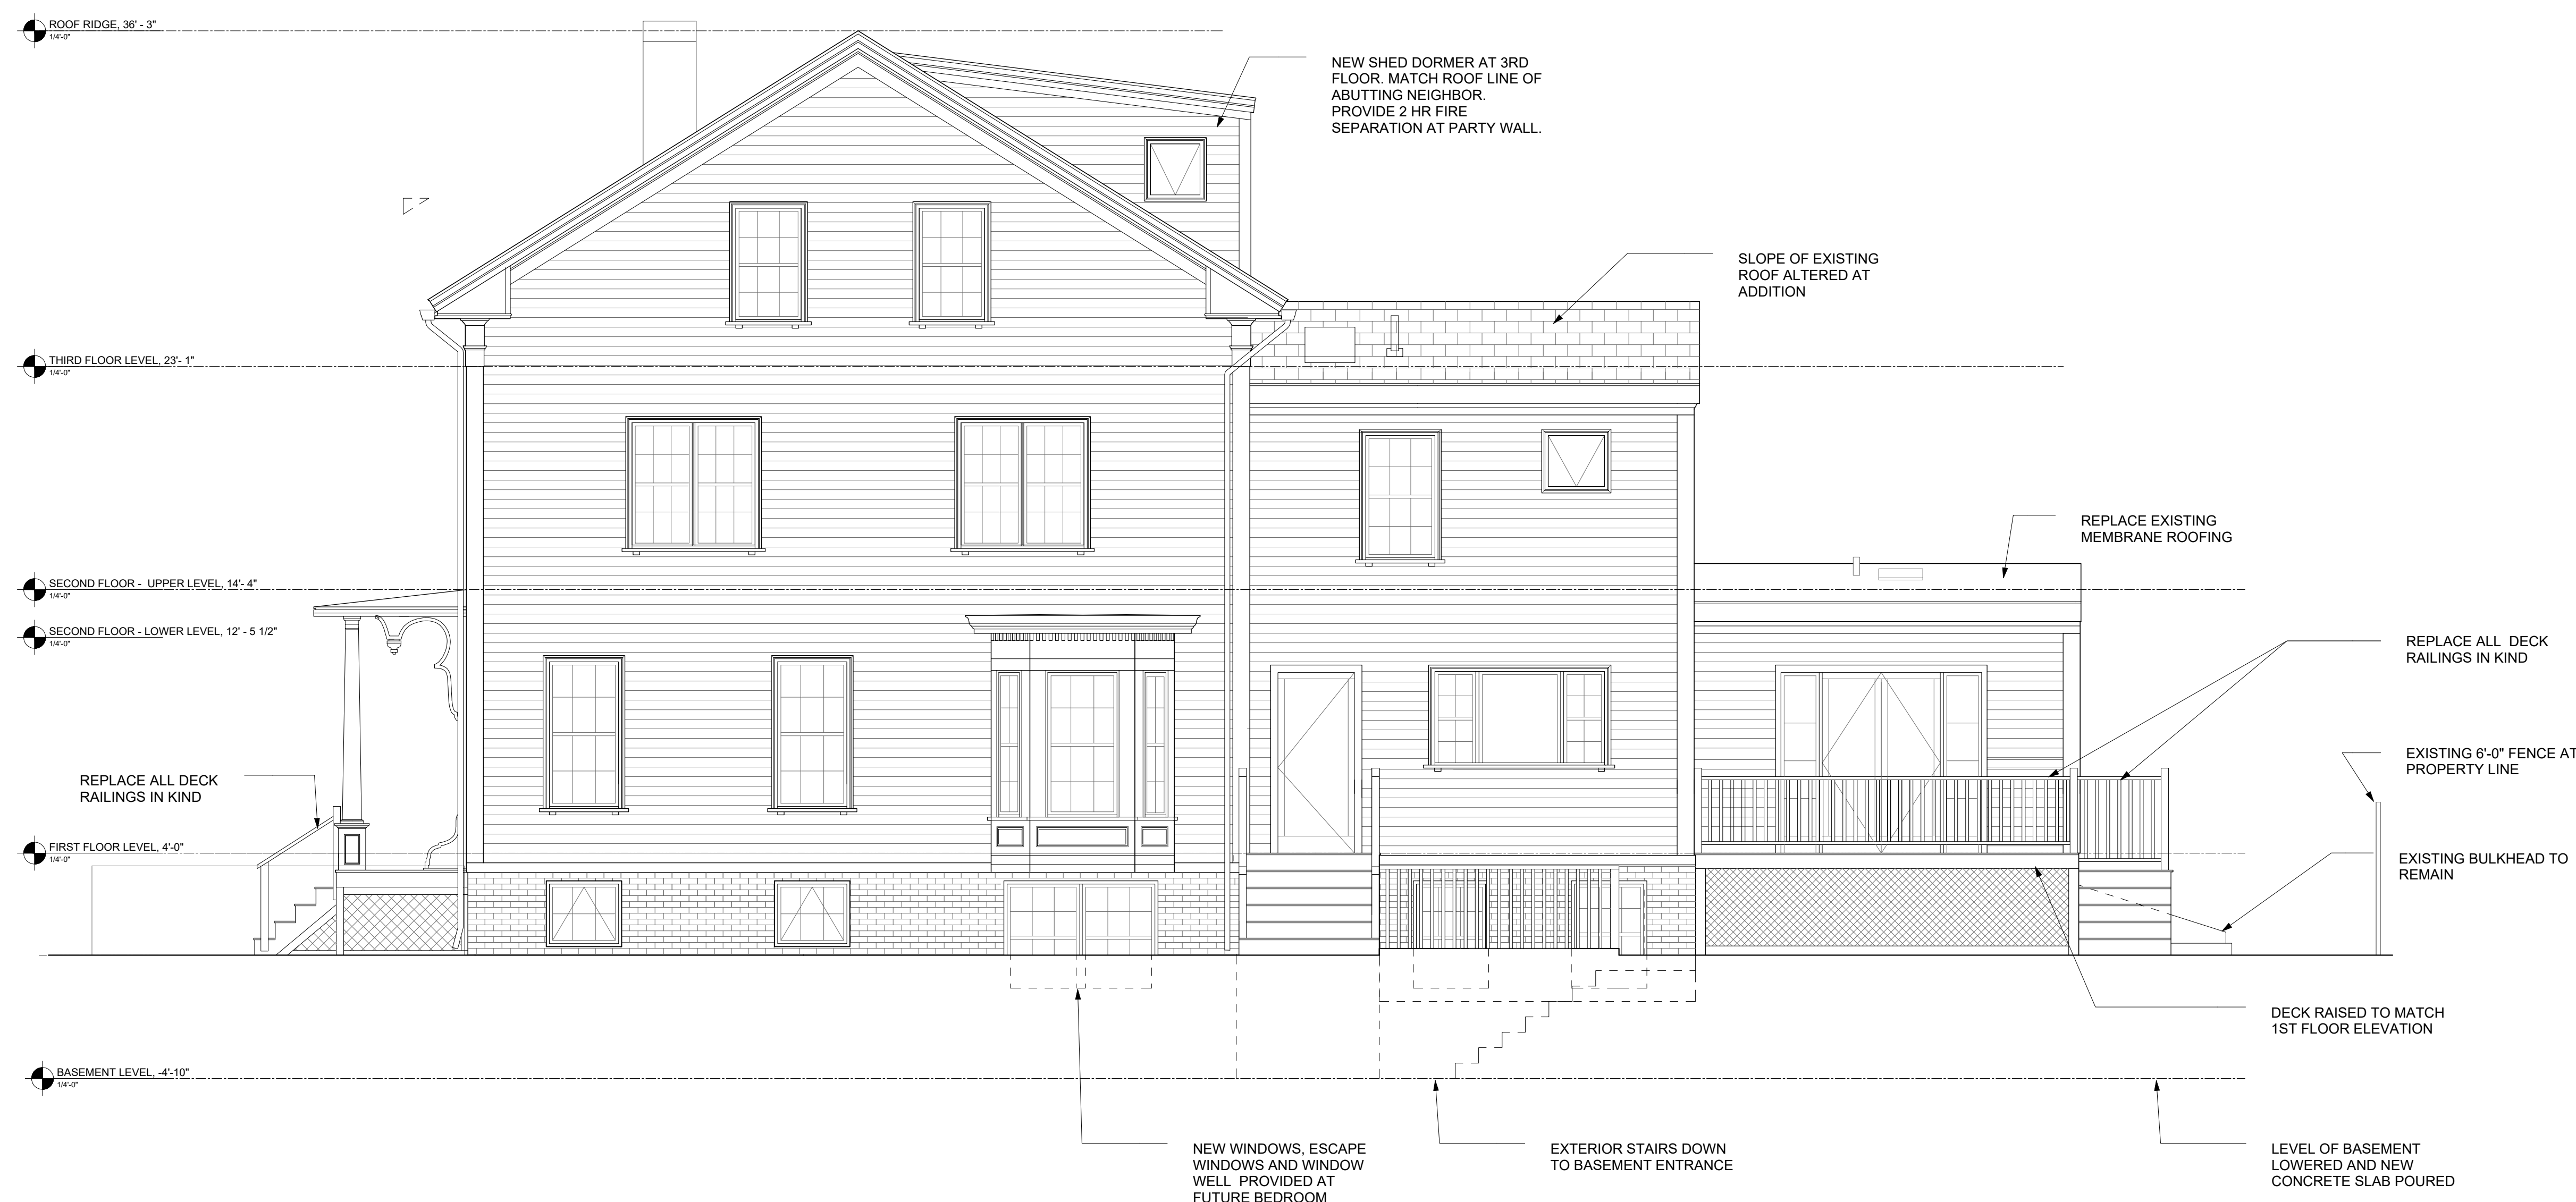 ROOF RIDGE, 36' - 3"
1/4'-0"
NEW SHED DORMER AT 3RD
FLOOR. MATCH ROOF LINE OF
ABUTTING NEIGHBOR.
PROVIDE 2 HR FIRE
SEPARATION AT PARTY WALL.
SLOPE OF EXISTING
ROOF ALTERED AT
ADDITION
THIRD FLOOR LEVEL, 23'- 1"
1/4'-0"
REPLACE EXISTING
MEMBRANE ROOFING
SECOND FLOOR - UPPER LEVEL, 14'- 4"
1/4'-0"
SECOND FLOOR - LOWER LEVEL, 12' - 5 1/2"
1/4'-0"
REPLACE ALL DECK
RAILINGS IN KIND
EXISTING 6'-0" FENCE AT
PROPERTY LINE
REPLACE ALL DECK
RAILINGS IN KIND
FIRST FLOOR LEVEL, 4'-0"
1/4'-0"
EXISTING BULKHEAD TO
REMAIN
DECK RAISED TO MATCH
1ST FLOOR ELEVATION
BASEMENT LEVEL, -4'-10"
1/4'-0"
NEW WINDOWS, ESCAPE
WINDOWS AND WINDOW
WELL PROVIDED AT
FUTURE BEDROOM
EXTERIOR STAIRS DOWN
TO BASEMENT ENTRANCE
LEVEL OF BASEMENT
LOWERED AND NEW
CONCRETE SLAB POURED